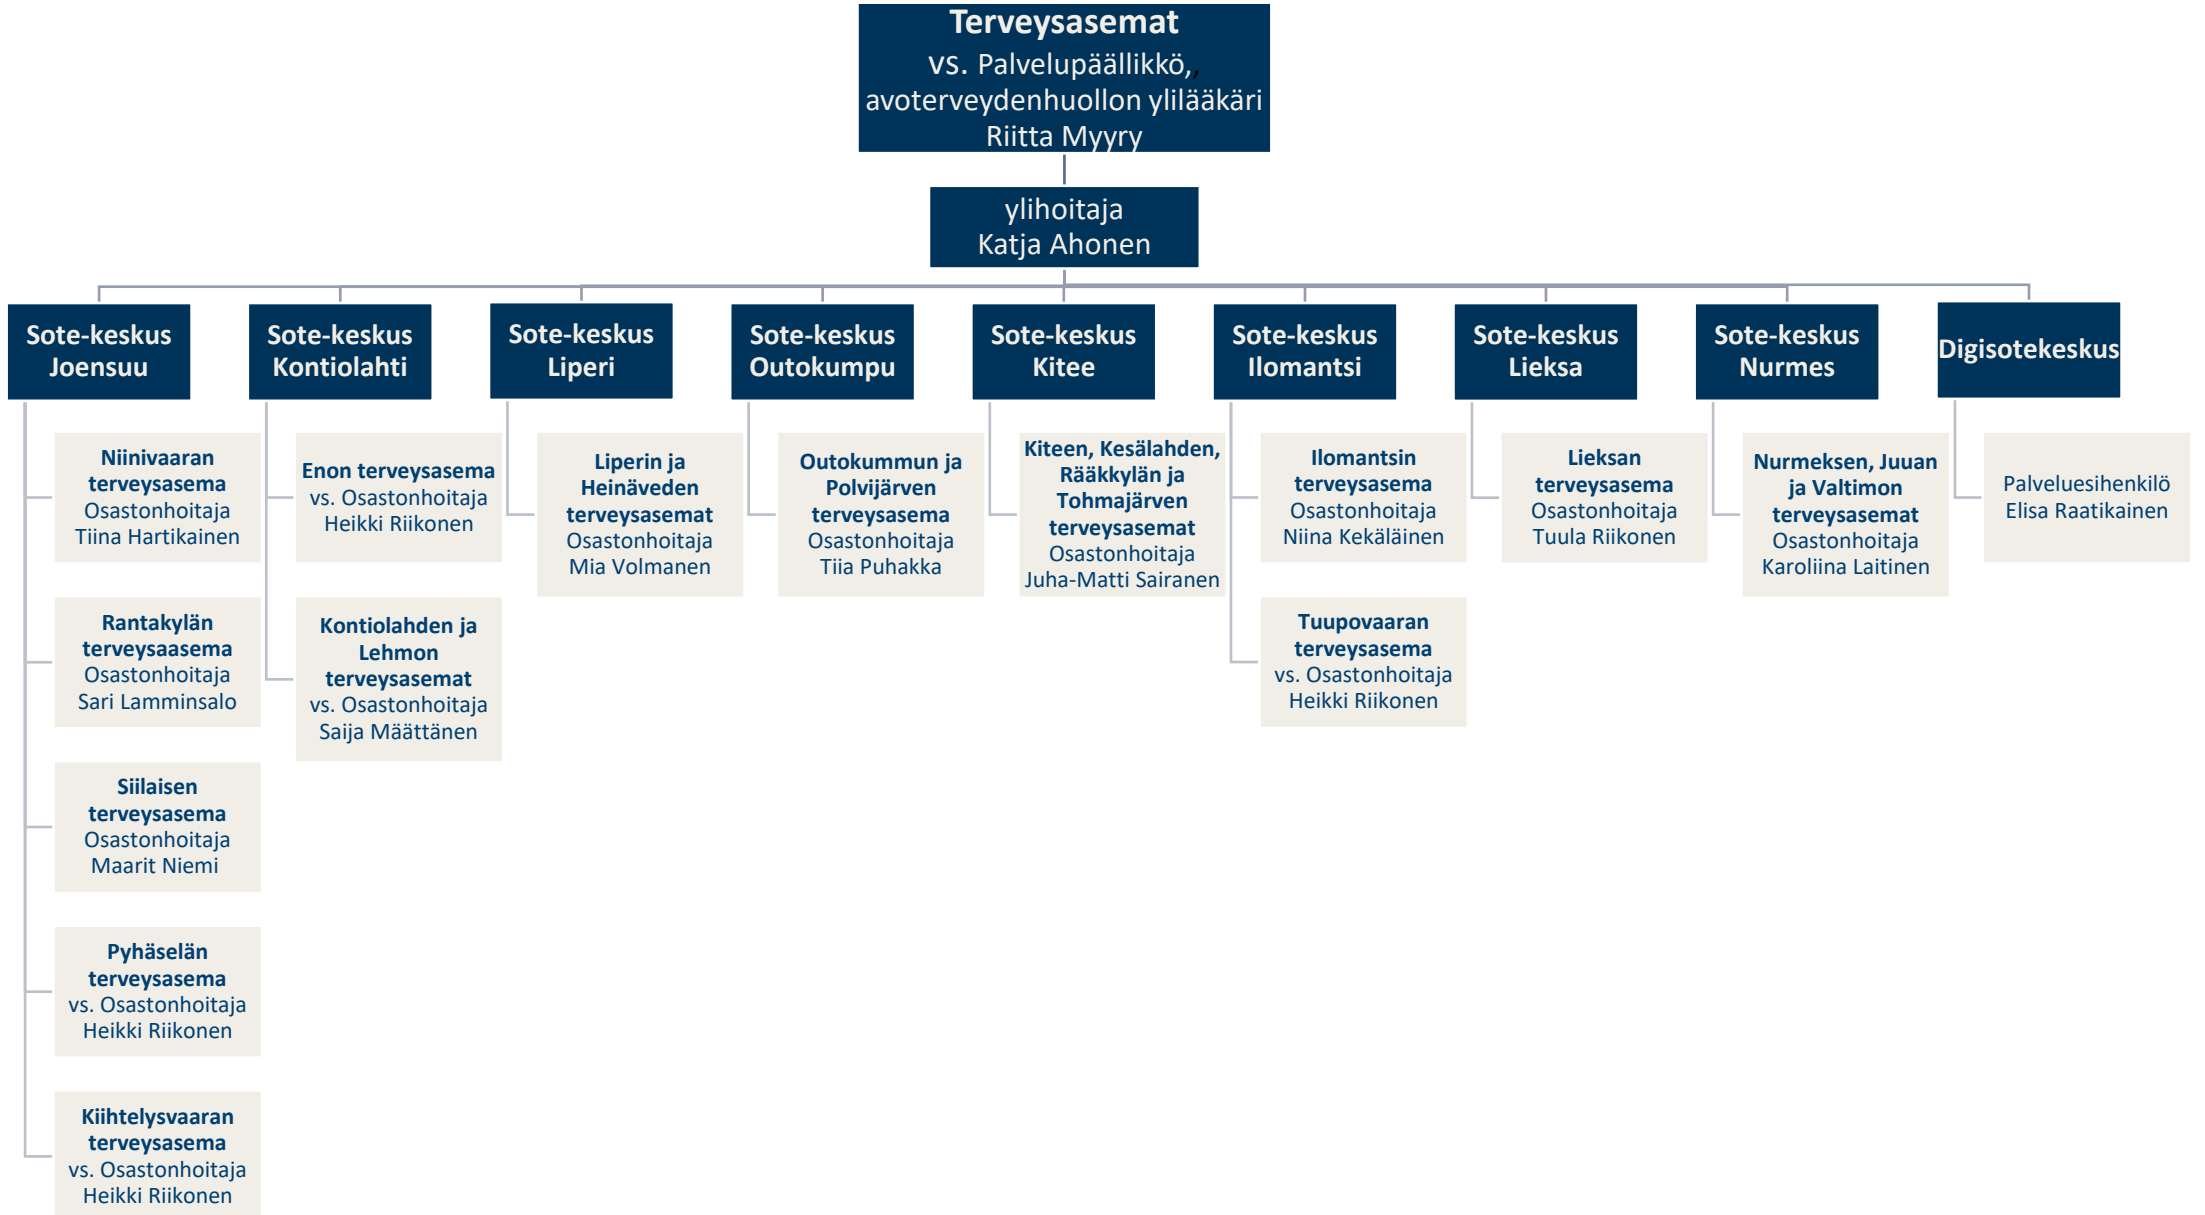 Terveysasemat
vs. Palvelupäällikkö,,
avoterveydenhuollon ylilääkäri
Riitta Myyry
ylihoitaja
Katja Ahonen
Sote-keskus
Joensuu
Niinivaaran
terveysasema
Osastonhoitaja
Tiina Hartikainen
Rantakylän
terveysaasema
Osastonhoitaja
Sari Lamminsalo
Siilaisen
terveysasema
Osastonhoitaja
Maarit Niemi
Pyhäselän
terveysasema
vs. Osastonhoitaja
Heikki Riikonen
Kiihtelysvaaran
terveysasema
vs. Osastonhoitaja
Heikki Riikonen
Sote-keskus
Kontiolahti
Enon terveysasema
vs. Osastonhoitaja
Heikki Riikonen
Kontiolahden ja
Lehmon
terveysasemat
vs. Osastonhoitaja
Saija Määttänen
Sote-keskus
Liperi
Liperin ja
Heinäveden
terveysasemat
Osastonhoitaja
Mia Volmanen
Sote-keskus
Outokumpu
Outokummun ja
Polvijärven
terveysasema
Osastonhoitaja
Tiia Puhakka
Sote-keskus
Kitee
Kiteen, Kesälahden,
Rääkkylän ja
Tohmajärven
terveysasemat
Osastonhoitaja
Juha-Matti Sairanen
Sote-keskus
Ilomantsi
Ilomantsin
terveysasema
Osastonhoitaja
Niina Kekäläinen
Tuupovaaran
terveysasema
vs. Osastonhoitaja
Heikki Riikonen
Sote-keskus
Lieksa
Lieksan
terveysasema
Osastonhoitaja
Tuula Riikonen
Sote-keskus
Nurmes
Nurmeksen, Juuan
ja Valtimon
terveysasemat
Osastonhoitaja
Karoliina Laitinen
Digisotekeskus
Palveluesihenkilö
Elisa Raatikainen